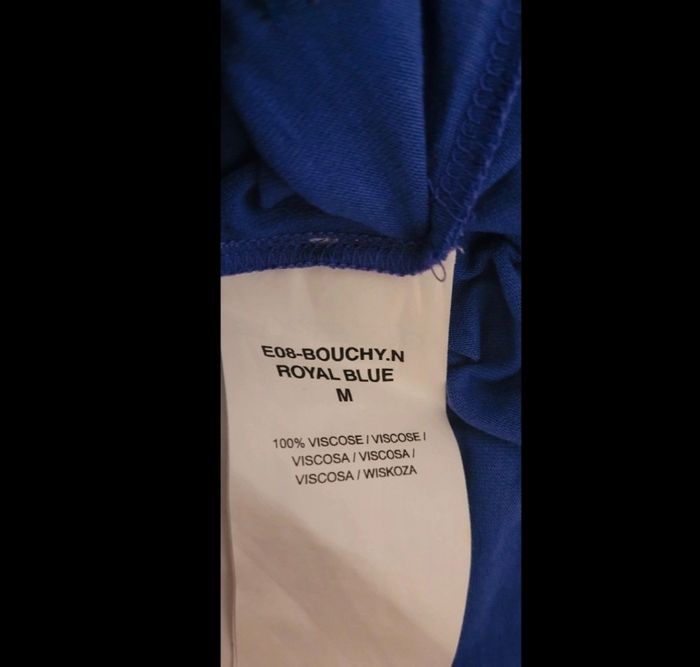 E08-BOUCHY.N
ROYAL BLUE
M
100% VISCOSE / VISCOSE /
VISCOSA / VISCOSA /
VISCOSA / WISKOZA